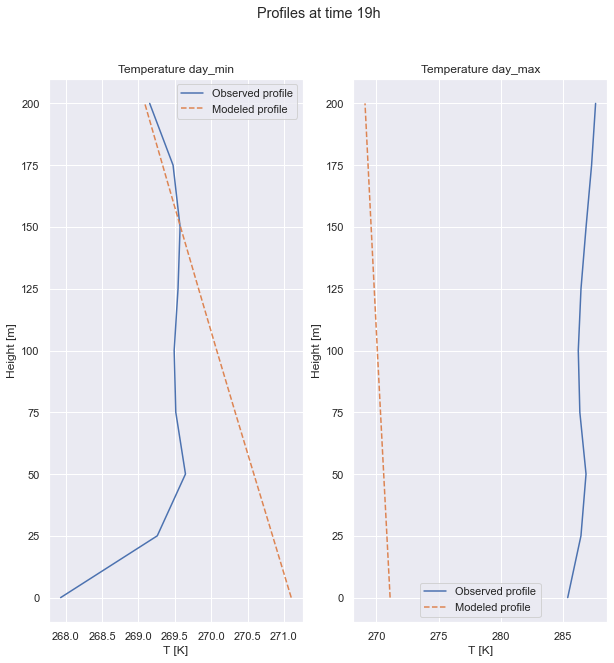 Profiles at time 19h
Temperature day_min
Observed profile
Modeled profile
200
175
150
125
100
75
50
25
0
Height [m]
268.0 268.5 269.0 269.5 270.0 270.5 271.0
T [K]
Temperature day_max
200
175
150
125
100
75
50
25
0
Height [m]
Observed profile
Modeled profile
270 275 280 285
T [K]